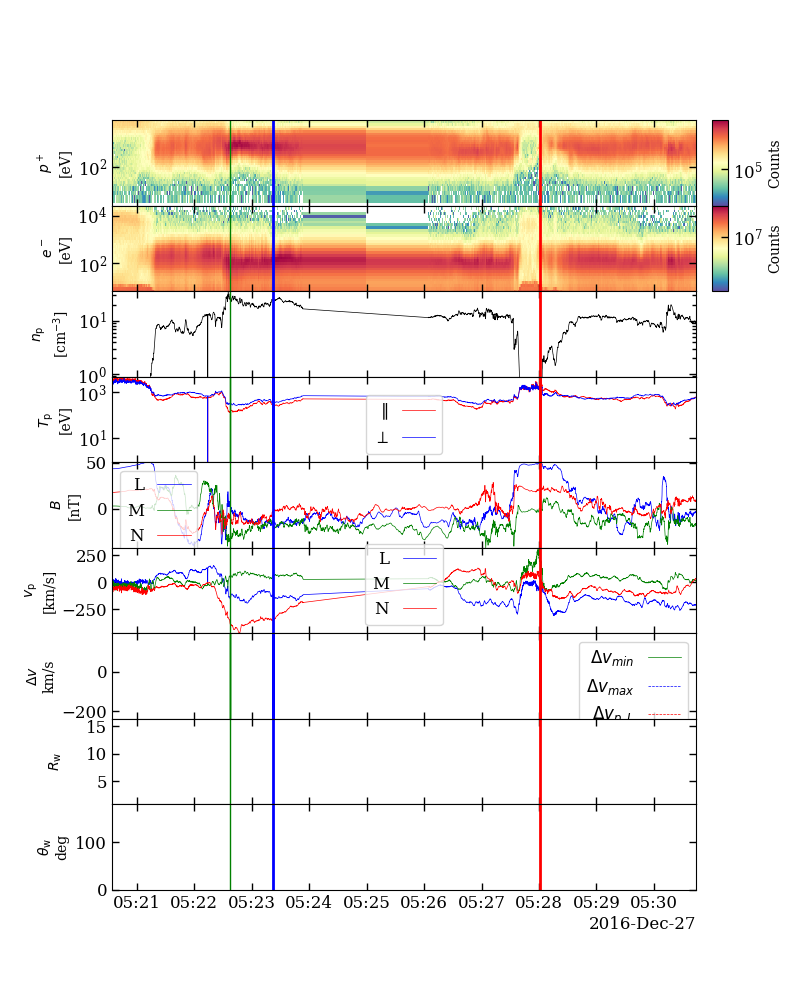 p⁺
[eV]
10²
10⁵
Counts
e⁻
[eV]
10⁴
10²
10⁷
Counts
nₚ
[cm⁻³]
10¹
10⁰
Tₚ
[eV]
10³
10¹
∥
⊥
B
[nT]
50
0
L
M
N
vₚ
[km/s]
250
0
−250
L
M
N
Δv
km/s
0
−200
Δv_min
Δv_max
R_w
15
10
5
θ_w
deg
100
0
05:21 05:22 05:23 05:24 05:25 05:26 05:27 05:28 05:29 05:30
2016-Dec-27